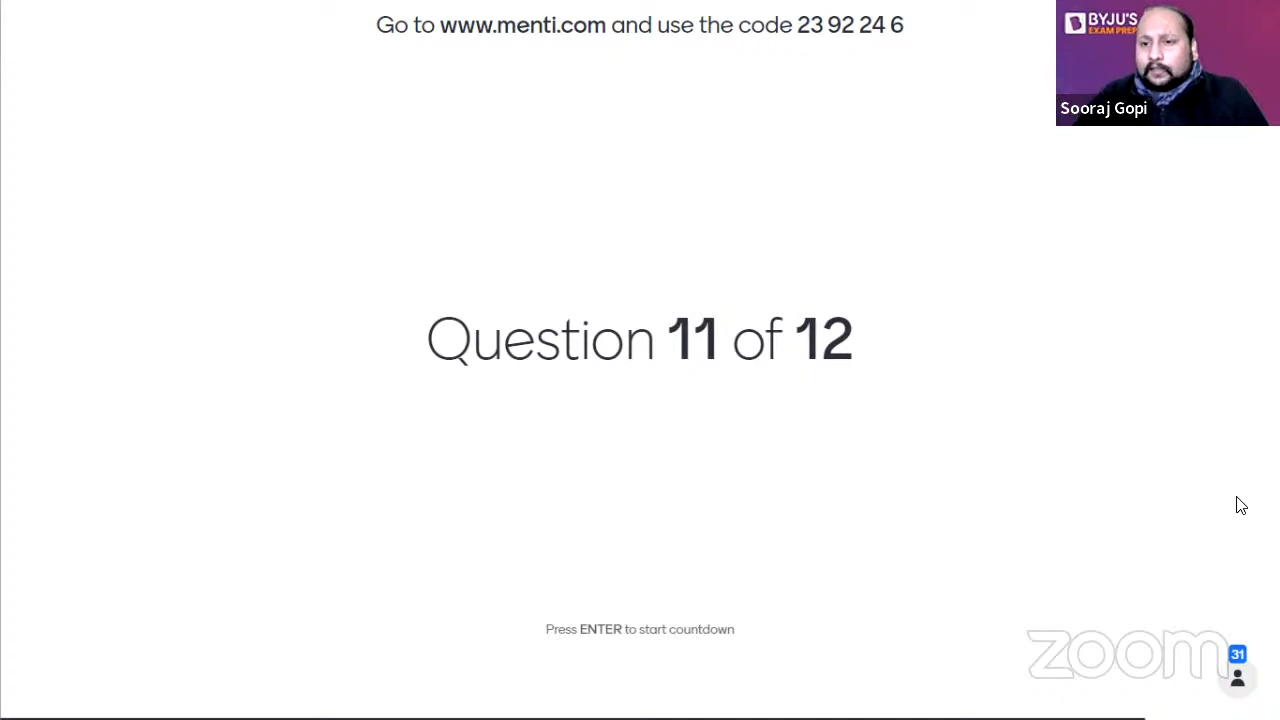 Go to www.menti.com and use the code 23 92 24 6
BYJU'S
EXAM PREP
Sooraj Gopi
Question 11 of 12
Press ENTER to start countdown
zoom
31